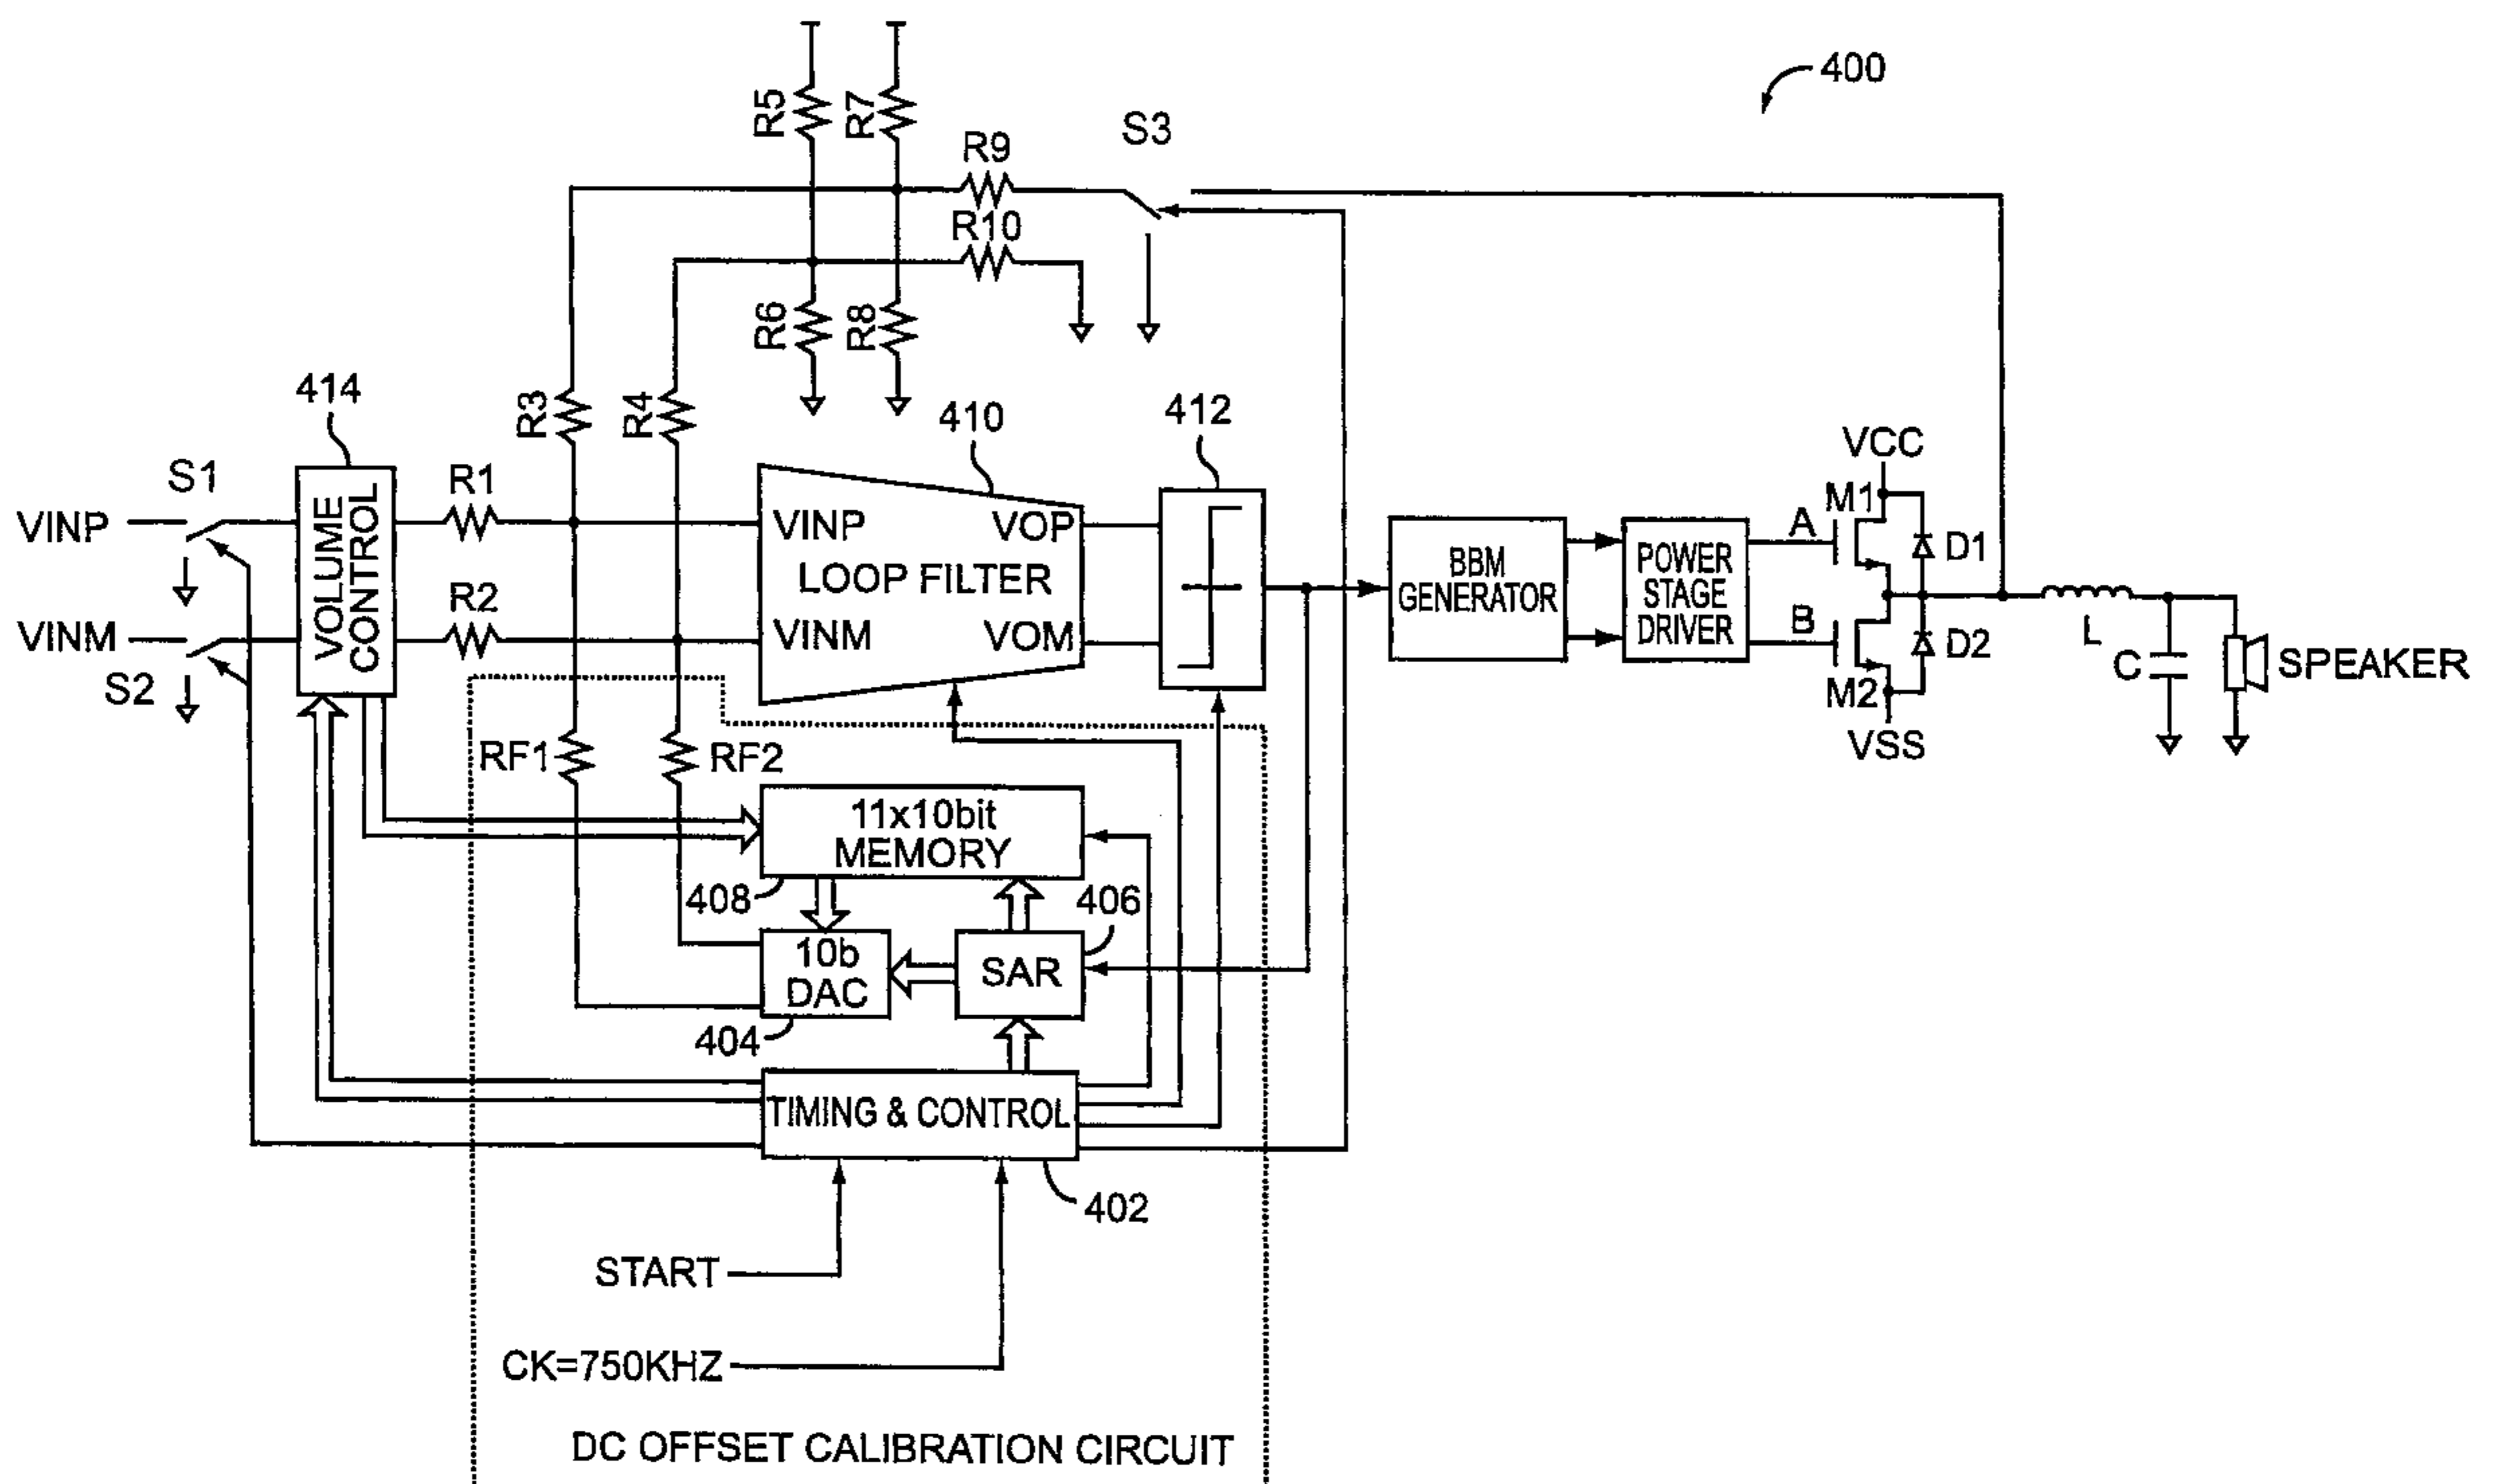 400
R5
R7
R9
S3
R10
R6
R8
414
R3
R4
410
412
VCC
S1
R1
M1
VINP
VOLUME
CONTROL
VINP
VOP
A
D1
LOOP FILTER
BBM
GENERATOR
POWER
STAGE
DRIVER
R2
VINM
VINM
VOM
B
D2
L
C
SPEAKER
S2
M2
VSS
RF1
RF2
11x10bit
MEMORY
408
406
10b
DAC
SAR
404
TIMING & CONTROL
402
START
CK=750KHZ
DC OFFSET CALIBRATION CIRCUIT